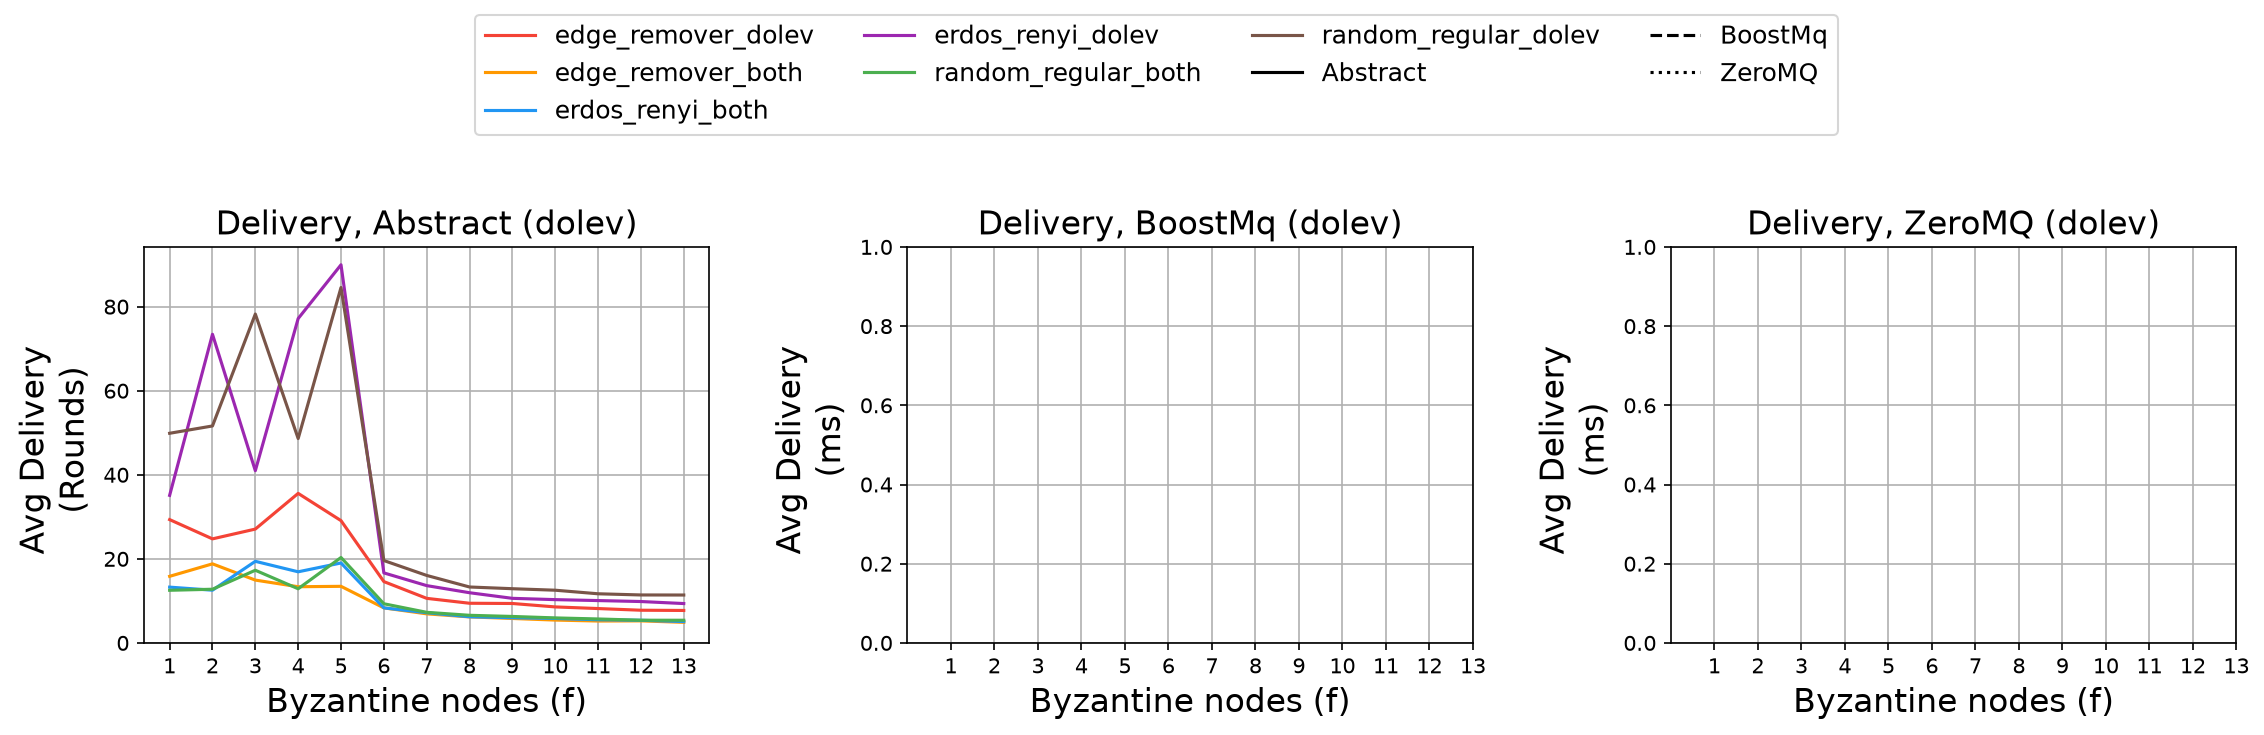 edge_remover_dolev
edge_remover_both
erdos_renyi_both
erdos_renyi_dolev
random_regular_both
random_regular_dolev
Abstract
BoostMq
ZeroMQ
Delivery, Abstract (dolev)
Avg Delivery
(Rounds)
80
60
40
20
0
1 2 3 4 5 6 7 8 9 10 11 12 13
Byzantine nodes (f)
Delivery, BoostMq (dolev)
Avg Delivery
(ms)
1.0
0.8
0.6
0.4
0.2
0.0
1 2 3 4 5 6 7 8 9 10 11 12 13
Byzantine nodes (f)
Delivery, ZeroMQ (dolev)
Avg Delivery
(ms)
1.0
0.8
0.6
0.4
0.2
0.0
1 2 3 4 5 6 7 8 9 10 11 12 13
Byzantine nodes (f)